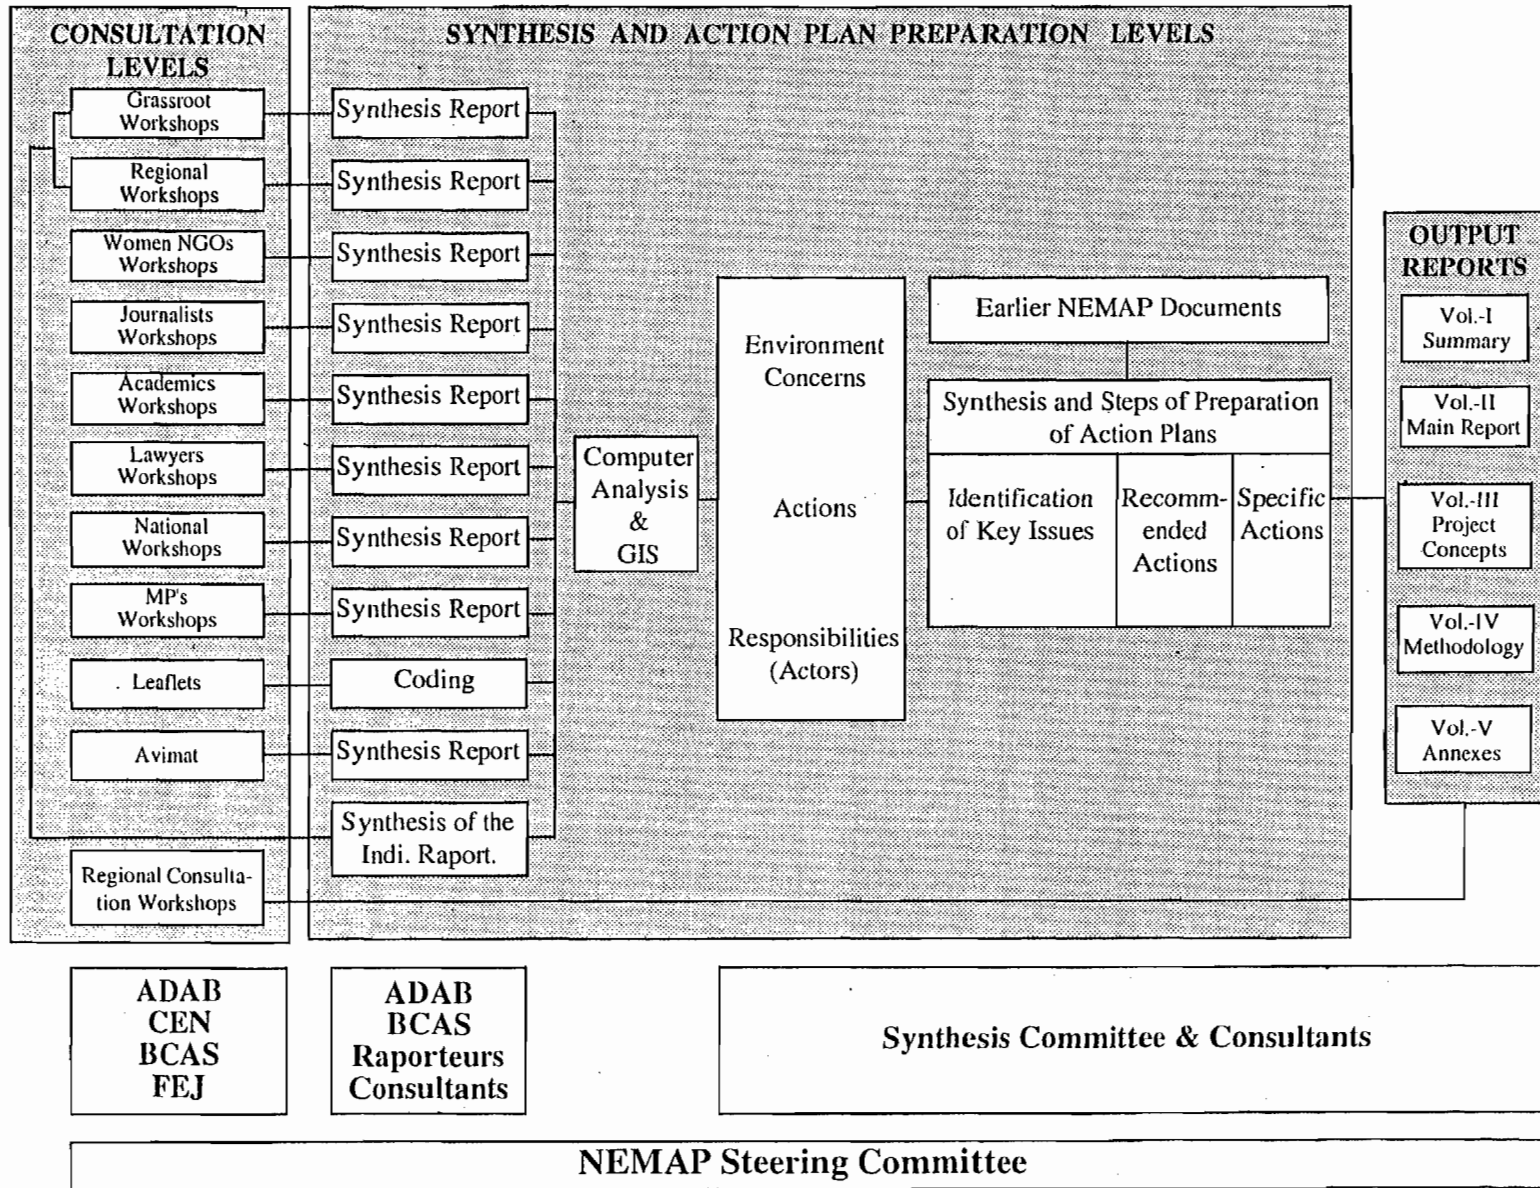 CONSULTATION
LEVELS
Grassroot
Workshops
Regional
Workshops
Women NGOs
Workshops
Journalists
Workshops
Academics
Workshops
Lawyers
Workshops
National
Workshops
MP's
Workshops
Leaflets
Avimat
Regional Consulta-
tion Workshops
SYNTHESIS AND ACTION PLAN PREPARATION LEVELS
Synthesis Report
Synthesis Report
Synthesis Report
Synthesis Report
Synthesis Report
Synthesis Report
Synthesis Report
Synthesis Report
Coding
Synthesis Report
Synthesis of the
Indi. Raport.
Computer
Analysis
&
GIS
Environment
Concerns
Actions
Responsibilities
(Actors)
Earlier NEMAP Documents
Synthesis and Steps of Preparation
of Action Plans
Identification
of Key Issues
Recomm-
ended
Actions
Specific
Actions
OUTPUT
REPORTS
Vol.-I
Summary
Vol.-II
Main Report
Vol.-III
Project
Concepts
Vol.-IV
Methodology
Vol.-V
Annexes
ADAB
CEN
BCAS
FEJ
ADAB
BCAS
Raporteurs
Consultants
Synthesis Committee & Consultants
NEMAP Steering Committee